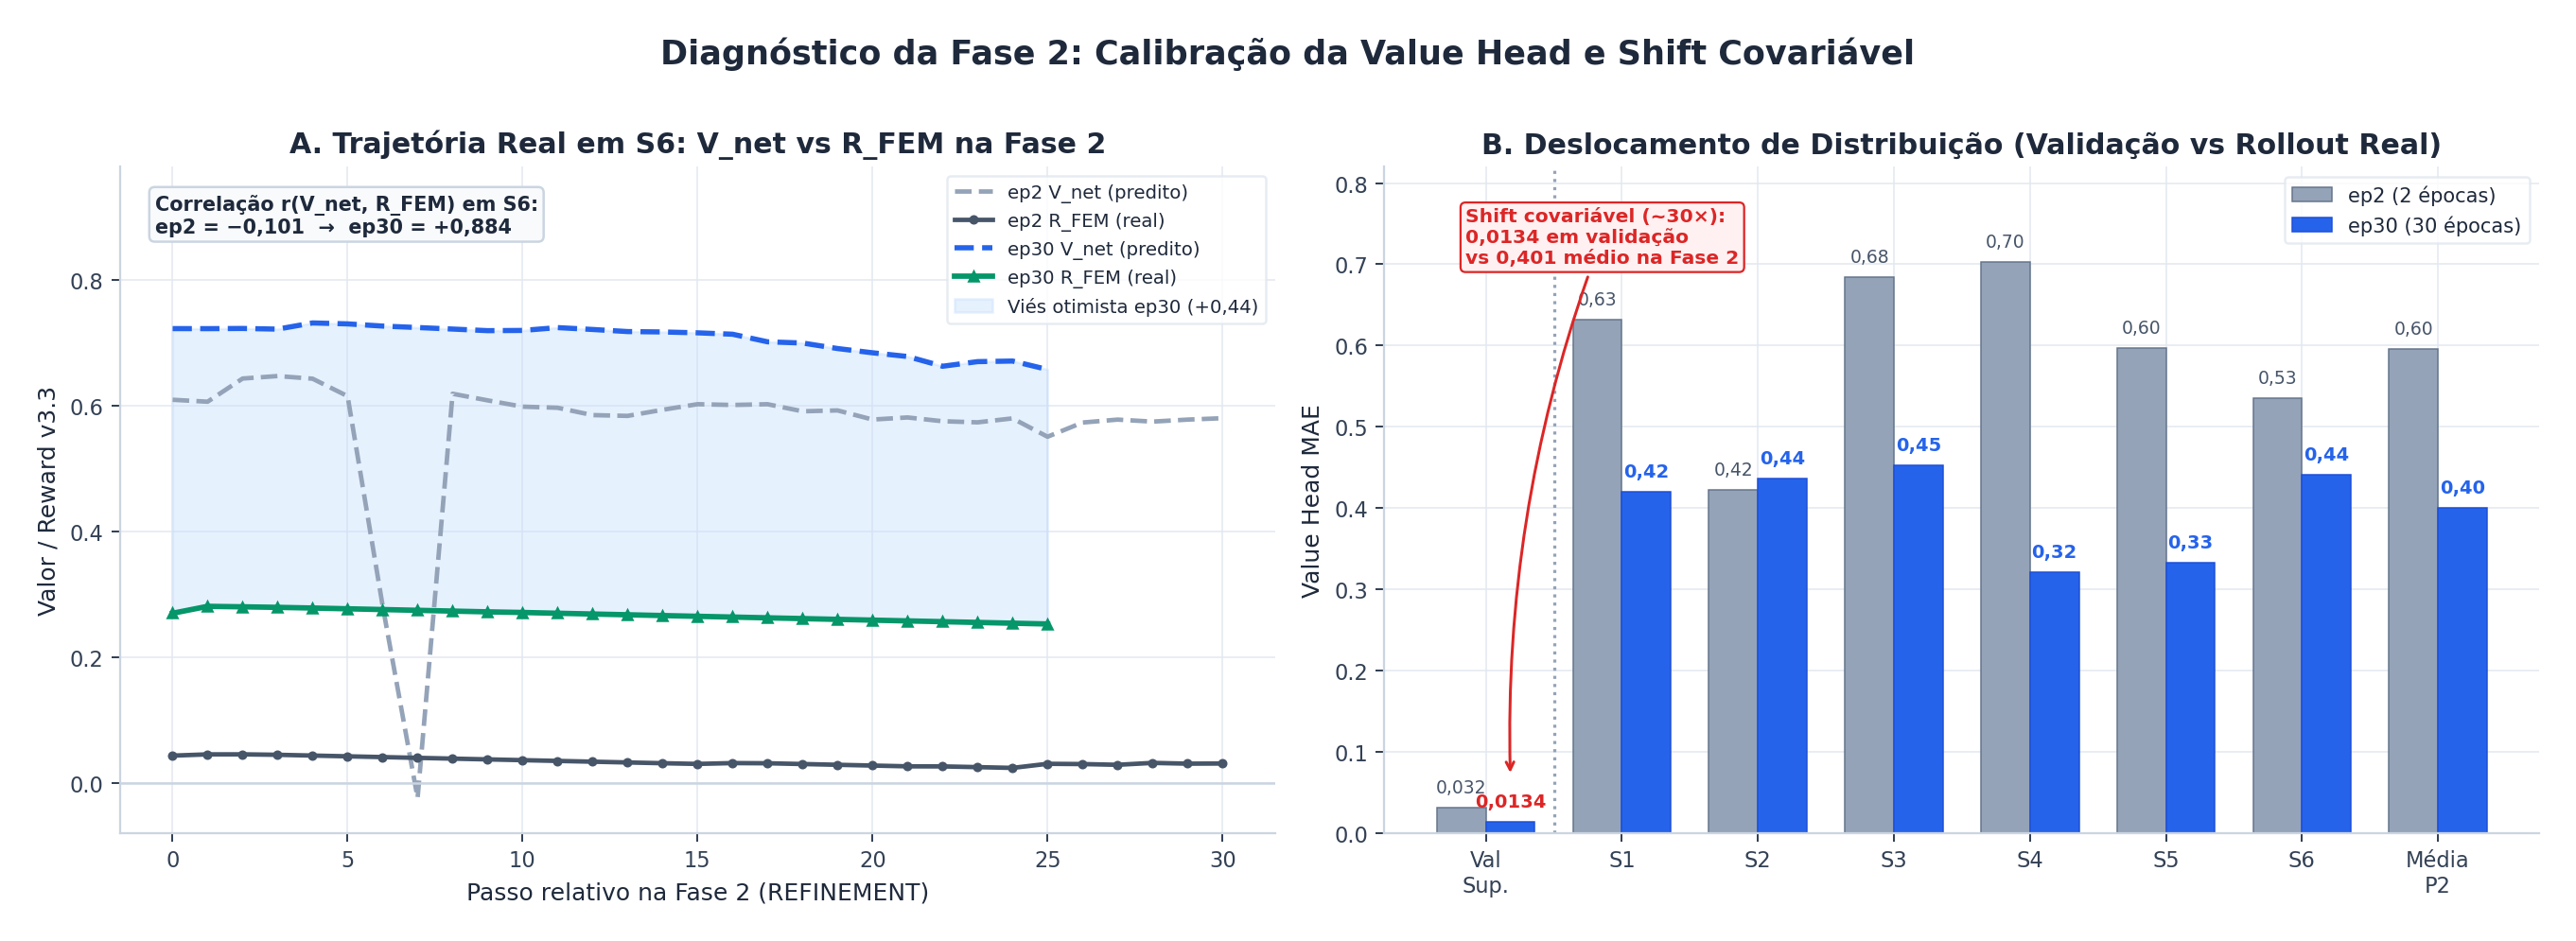 Diagnóstico da Fase 2: Calibração da Value Head e Shift Covariável
A. Trajetória Real em S6: V_net vs R_FEM na Fase 2
Correlação r(V_net, R_FEM) em S6:
ep2 = −0,101 → ep30 = +0,884
ep2 V_net (predito)
ep2 R_FEM (real)
ep30 V_net (predito)
ep30 R_FEM (real)
Viés otimista ep30 (+0,44)
Valor / Reward v3.3
0.8
0.6
0.4
0.2
0.0
0
5
10
15
20
25
30
Passo relativo na Fase 2 (REFINEMENT)
B. Deslocamento de Distribuição (Validação vs Rollout Real)
Shift covariável (~30×):
0,0134 em validação
vs 0,401 médio na Fase 2
ep2 (2 épocas)
ep30 (30 épocas)
Value Head MAE
0.8
0.7
0.6
0.5
0.4
0.3
0.2
0.1
0.0
0,032
0,0134
0,63
0,42
0,42
0,44
0,68
0,45
0,70
0,32
0,60
0,33
0,53
0,44
0,60
0,40
Val
Sup.
S1
S2
S3
S4
S5
S6
Média
P2